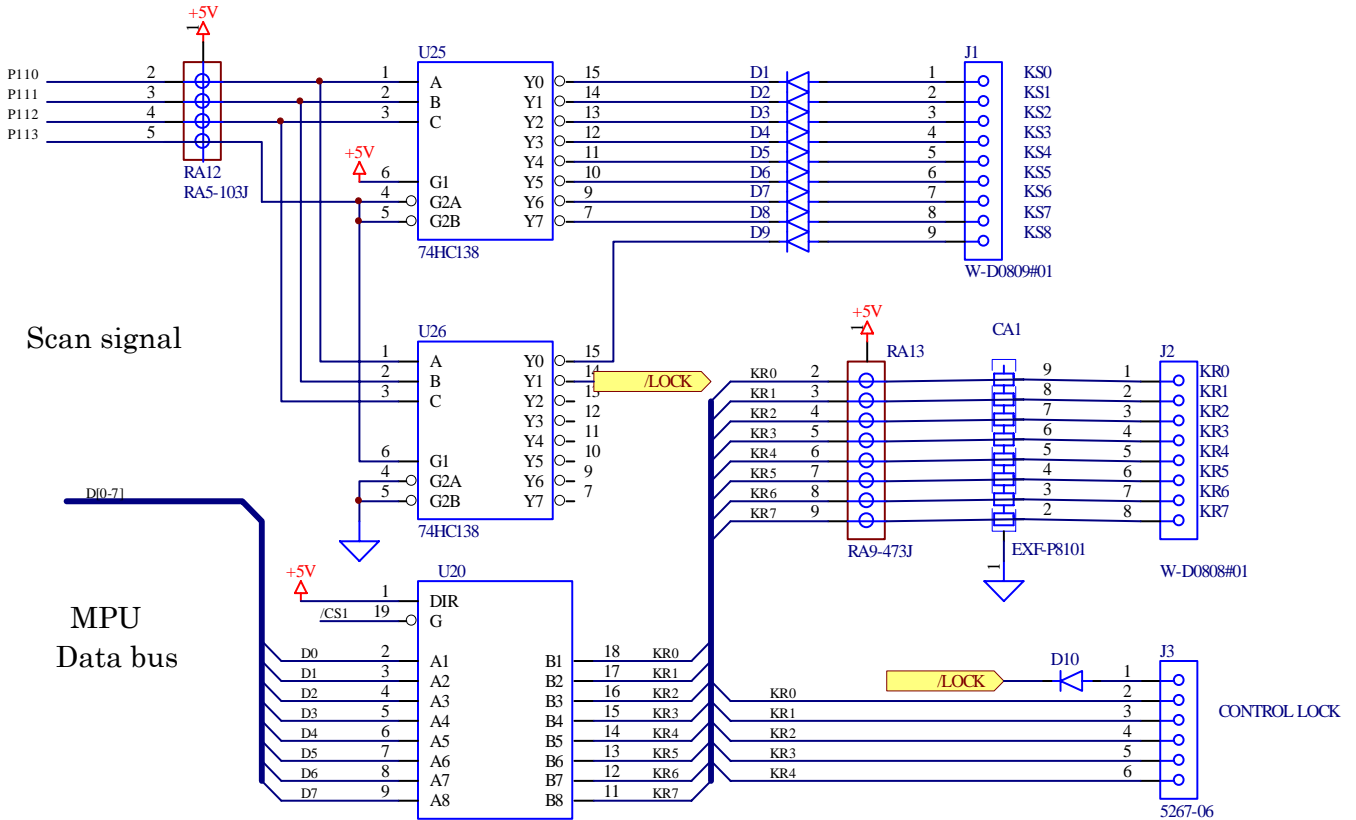 +5V
1
P110 2
P111 3
P112 4
P113 5
RA12
RA5-103J
U25
1 A Y0 15
2 B Y1 14
3 C Y2 13
Y3 12
Y4 11
+5V
6 G1 Y5 10
4 G2A Y6 9
5 G2B Y7 7
74HC138
D1
D2
D3
D4
D5
D6
D7
D8
D9
J1
1 KS0
2 KS1
3 KS2
4 KS3
5 KS4
6 KS5
7 KS6
8 KS7
9 KS8
W-D0809#01
Scan signal
U26
1 A Y0 15
2 B Y1 14
3 C Y2 13
Y3 12
Y4 11
6 G1 Y5 10
4 G2A Y6 9
5 G2B Y7 7
74HC138
/LOCK
+5V
1
RA13
CA1
J2
KR0 2 9 1 KR0
KR1 3 8 2 KR1
KR2 4 7 3 KR2
KR3 5 6 4 KR3
KR4 6 5 5 KR4
KR5 7 4 6 KR5
KR6 8 3 7 KR6
KR7 9 2 8 KR7
RA9-473J
1
EXF-P8101
W-D0808#01
D[0-7]
MPU
Data bus
U20
+5V
1 DIR
/CS1 19 G
D0 2 A1 B1 18 KR0
D1 3 A2 B2 17 KR1
D2 4 A3 B3 16 KR2
D3 5 A4 B4 15 KR3
D4 6 A5 B5 14 KR4
D5 7 A6 B6 13 KR5
D6 8 A7 B7 12 KR6
D7 9 A8 B8 11 KR7
J3
/LOCK D10 1
KR0 2
KR1 3
KR2 4
KR3 5
KR4 6
CONTROL LOCK
5267-06